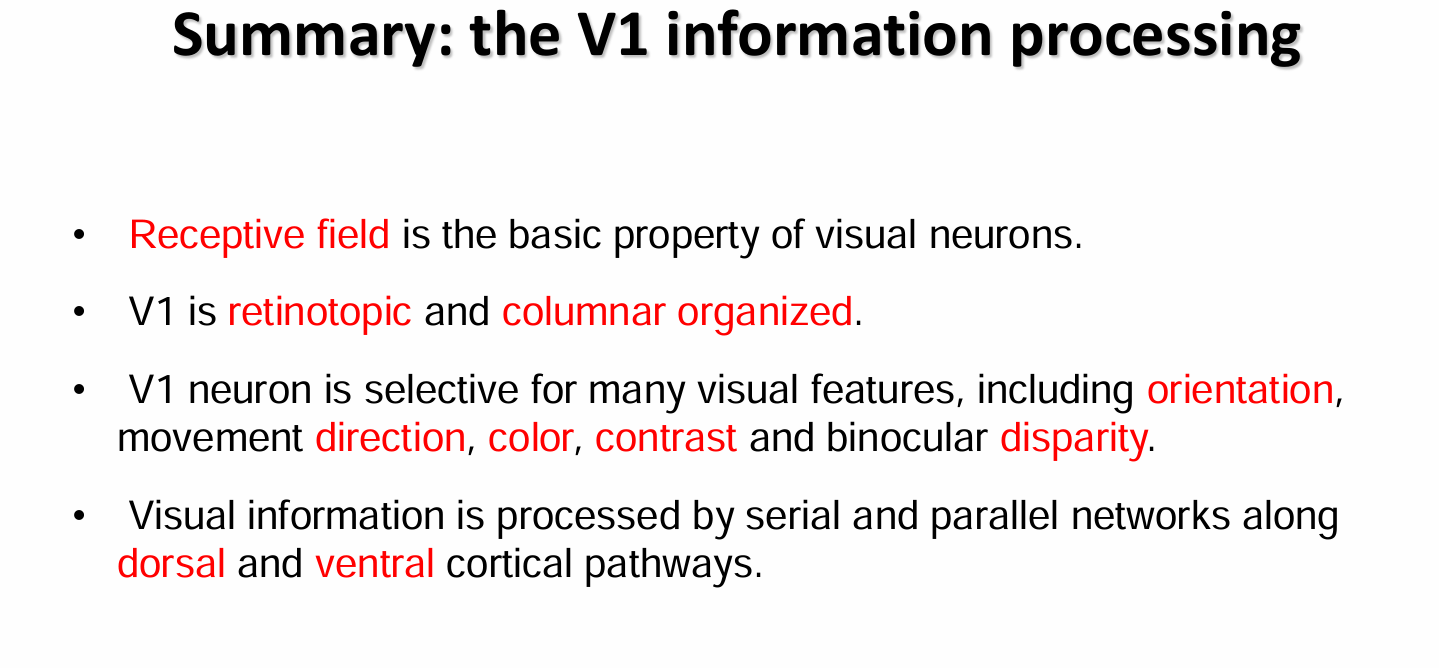 Summary: the V1 information processing
• Receptive field is the basic property of visual neurons.
• V1 is retinotopic and columnar organized.
• V1 neuron is selective for many visual features, including orientation,
movement direction, color, contrast and binocular disparity.
• Visual information is processed by serial and parallel networks along
dorsal and ventral cortical pathways.